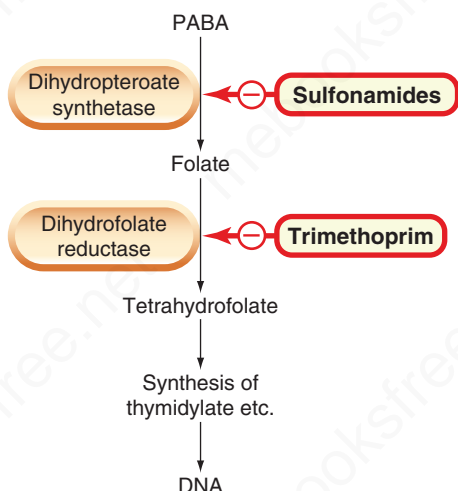 PABA
Dihydropteroate
synthetase
−
Sulfonamides
Folate
Dihydrofolate
reductase
−
Trimethoprim
Tetrahydrofolate
Synthesis of
thymidylate etc.
DNA